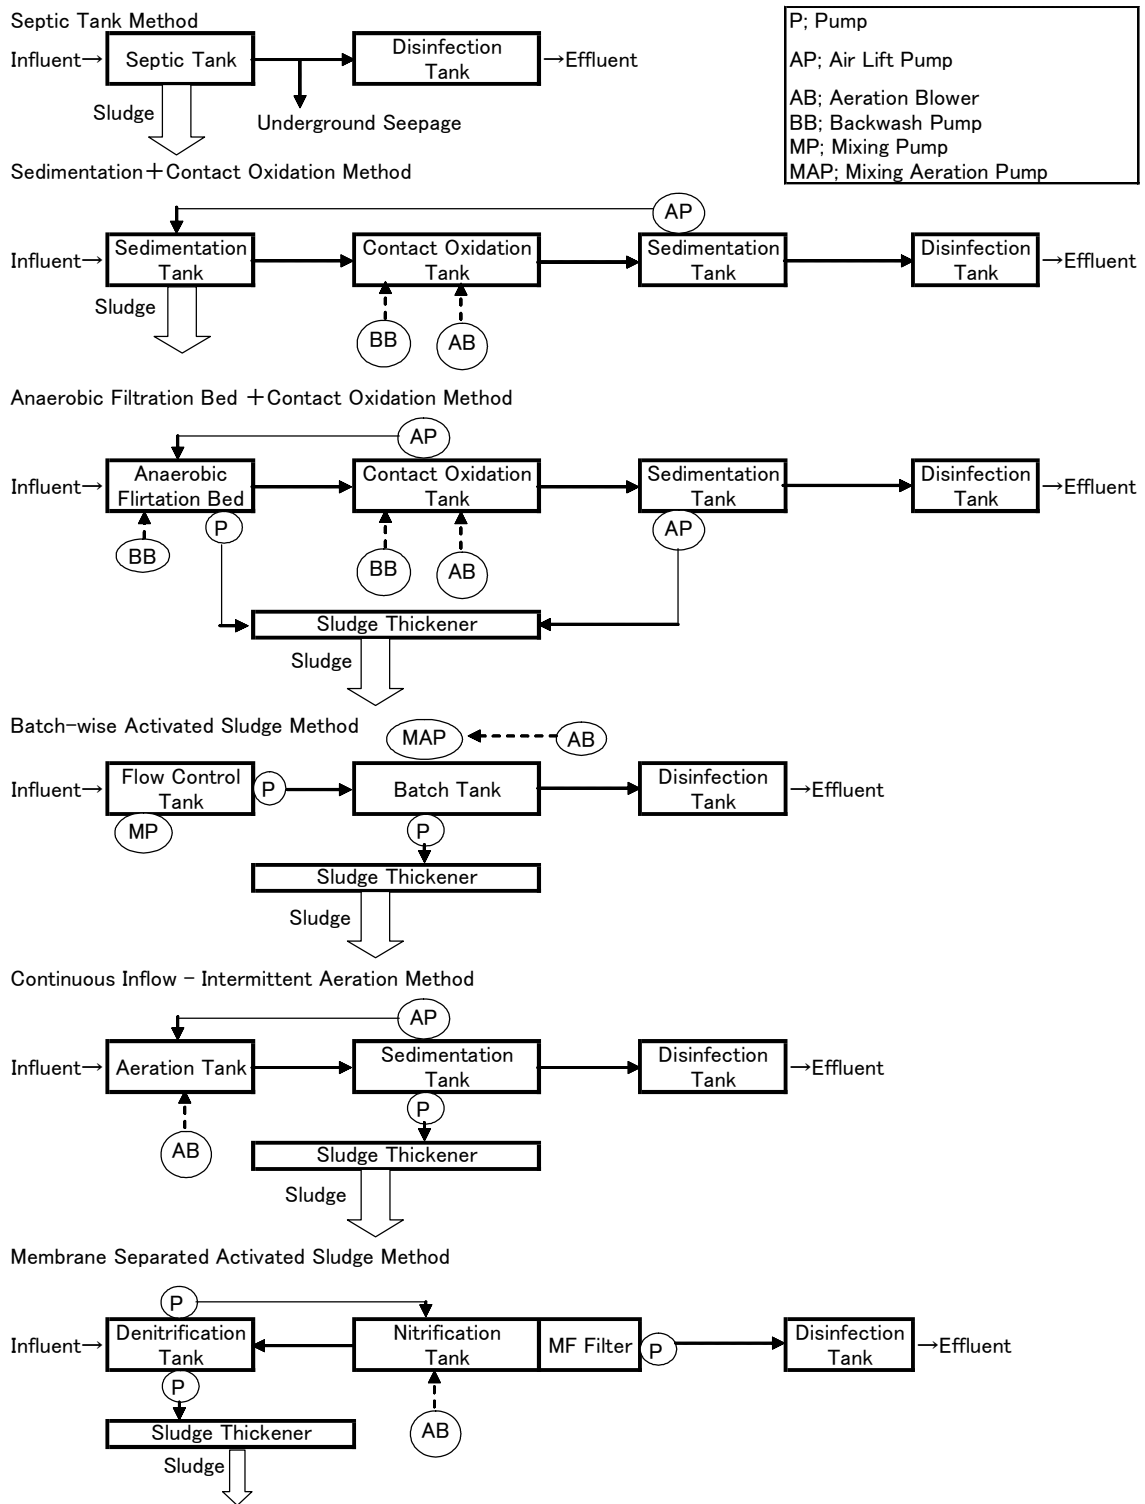 Septic Tank Method
Influent→
Septic Tank
Disinfection
Tank
→Effluent
Sludge
Underground Seepage
P; Pump
AP; Air Lift Pump
AB; Aeration Blower
BB; Backwash Pump
MP; Mixing Pump
MAP; Mixing Aeration Pump
Sedimentation＋Contact Oxidation Method
AP
Influent→
Sedimentation
Tank
Contact Oxidation
Tank
Sedimentation
Tank
Disinfection
Tank
→Effluent
Sludge
BB
AB
Anaerobic Filtration Bed ＋Contact Oxidation Method
AP
Influent→
Anaerobic
Flirtation Bed
Contact Oxidation
Tank
Sedimentation
Tank
Disinfection
Tank
→Effluent
P
AP
BB
BB
AB
Sludge Thickener
Sludge
Batch-wise Activated Sludge Method
MAP
AB
Influent→
Flow Control
Tank
P
Batch Tank
Disinfection
Tank
→Effluent
MP
P
Sludge Thickener
Sludge
Continuous Inflow - Intermittent Aeration Method
AP
Influent→
Aeration Tank
Sedimentation
Tank
Disinfection
Tank
→Effluent
P
AB
Sludge Thickener
Sludge
Membrane Separated Activated Sludge Method
P
Influent→
Denitrification
Tank
Nitrification
Tank
MF Filter
P
Disinfection
Tank
→Effluent
P
AB
Sludge Thickener
Sludge